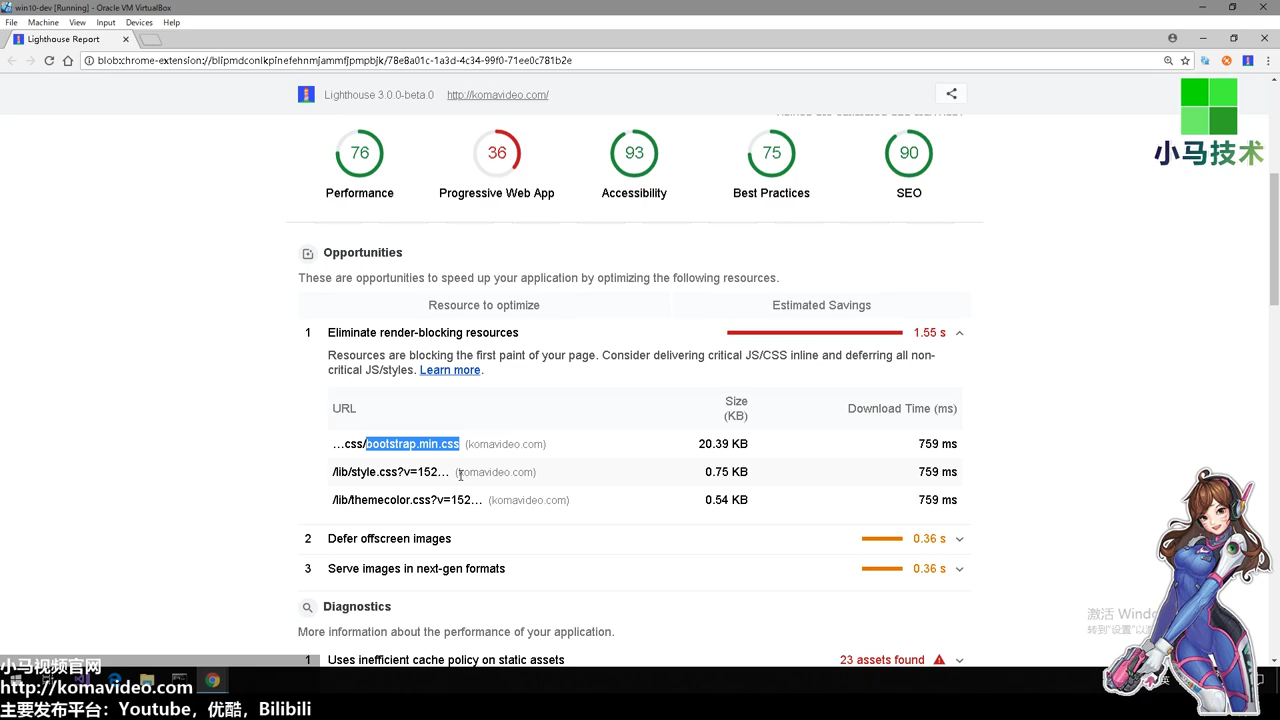 win10-dev [Running] - Oracle VM VirtualBox
File Machine View Input Devices Help
Lighthouse Report
blob:chrome-extension://blipmdconlkpinefehnmjammfjpmpbjk/78e8a01c-1a3d-4c34-99f0-71ee0c781b2e
Lighthouse 3.0.0-beta.0 http://komavideo.com/
小马技术
76 36 93 75 90
Performance Progressive Web App Accessibility Best Practices SEO
Opportunities
These are opportunities to speed up your application by optimizing the following resources.
Resource to optimize Estimated Savings
1 Eliminate render-blocking resources 1.55 s
Resources are blocking the first paint of your page. Consider delivering critical JS/CSS inline and deferring all non-
critical JS/styles. Learn more.
URL Size (KB) Download Time (ms)
…css/bootstrap.min.css (komavideo.com) 20.39 KB 759 ms
/lib/style.css?v=152… (komavideo.com) 0.75 KB 759 ms
/lib/themecolor.css?v=152… (komavideo.com) 0.54 KB 759 ms
2 Defer offscreen images 0.36 s
3 Serve images in next-gen formats 0.36 s
Diagnostics
More information about the performance of your application.
1 Uses inefficient cache policy on static assets 23 assets found
激活 Windo
转到"设置"以
英
小马视频官网
http://komavideo.com
主要发布平台：Youtube，优酷，Bilibili